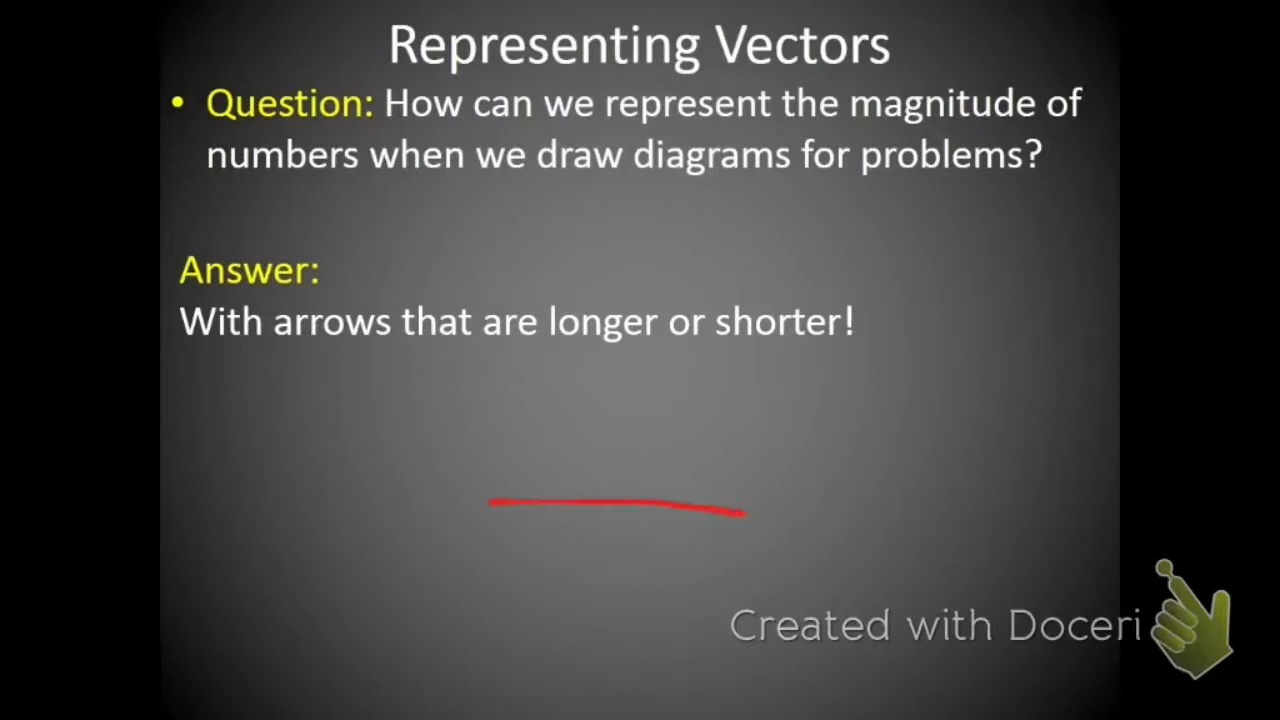 Representing Vectors
• Question: How can we represent the magnitude of
numbers when we draw diagrams for problems?
Answer:
With arrows that are longer or shorter!
Created with Doceri